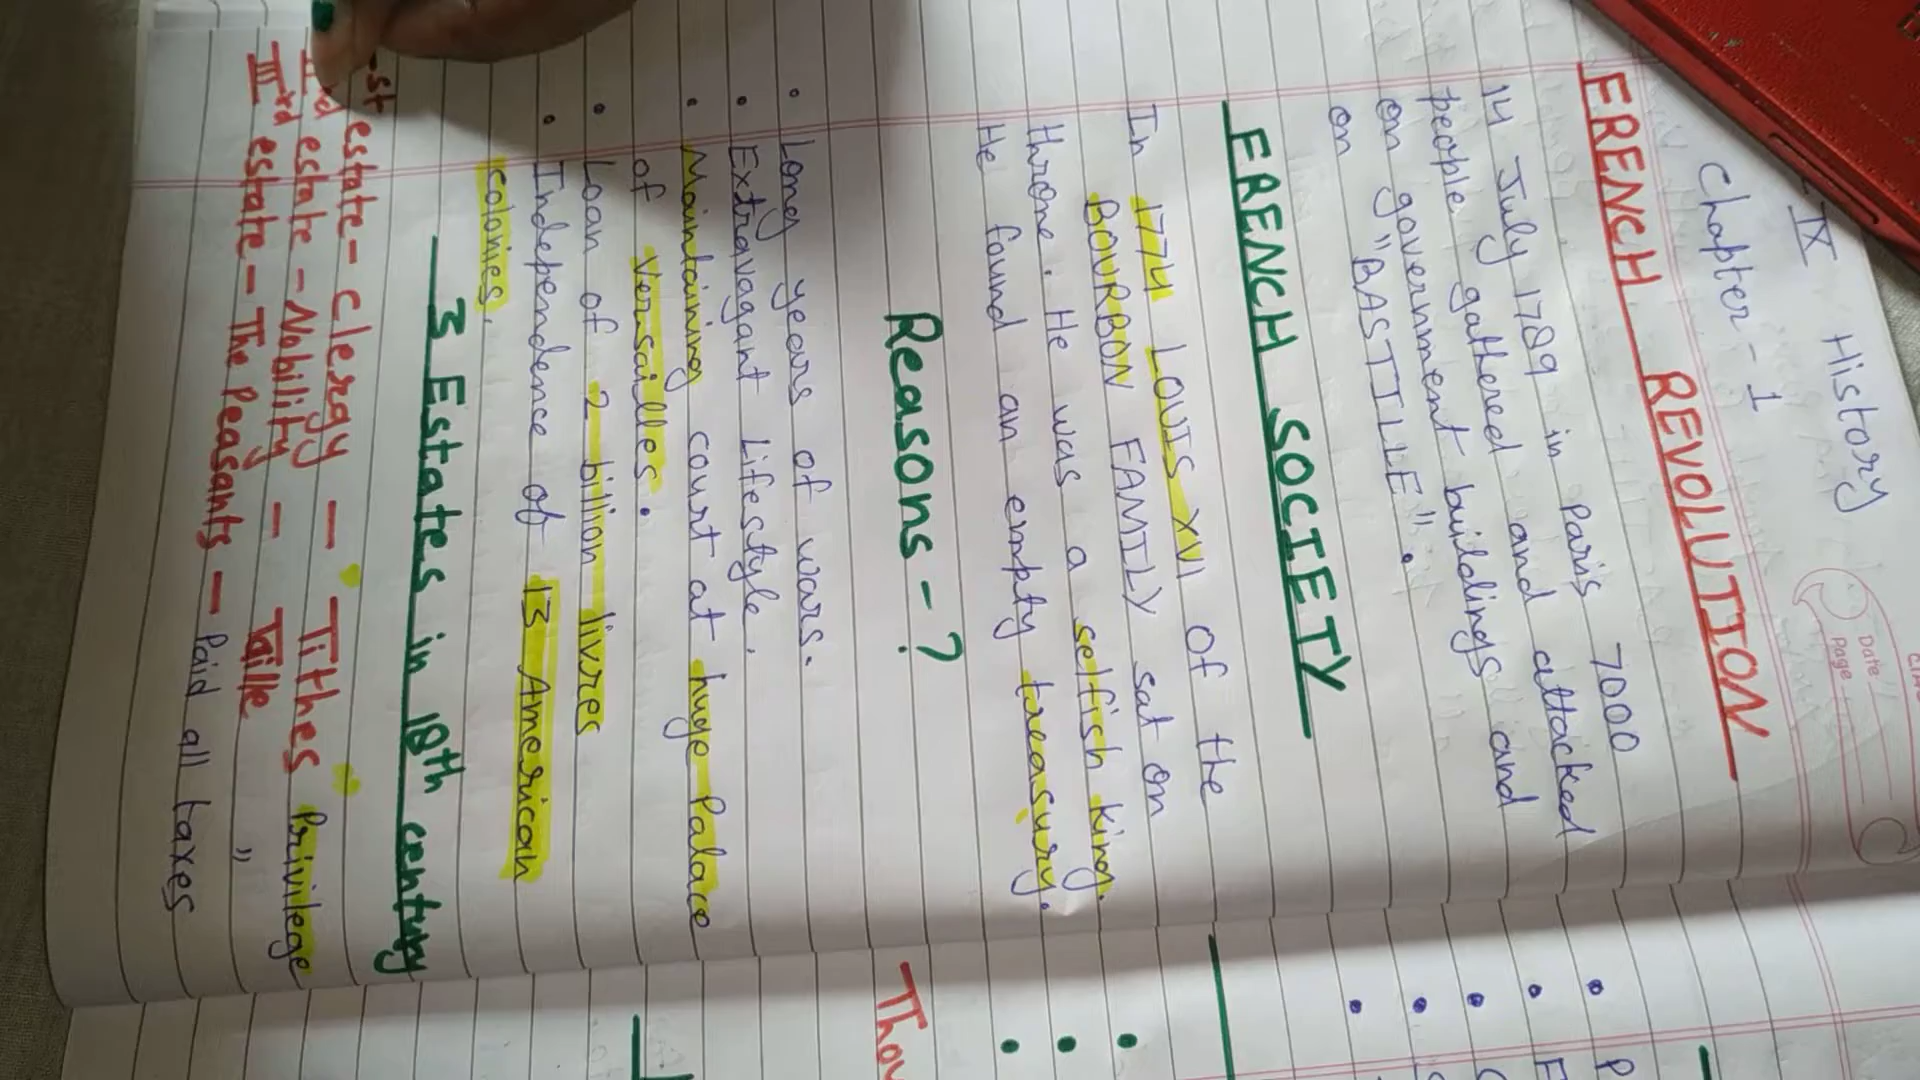 IX History
Chapter - 1
Date
Page
FRENCH REVOLUTION
14 July 1789 in Paris 7000
people gathered and attacked
on government buildings and
on "BASTILLE".
FRENCH SOCIETY
In 1774 LOUIS XVI of the
BOURBON FAMILY sat on
throne. He was a selfish king.
He found an empty treasury.
Reasons - ?
• Long years of wars.
• Extravagant Lifestyle.
• Maintaining court at huge Palace
of Versailles.
• Loan of 2 billion livres
• Independence of 13 American
colonies.
3 Estates in 18th century
st estate - Clergy - Tithes Privilege
estate - Nobility - Taille "
IIIrd estate - The Peasants - Paid all taxes
Thou
P
F